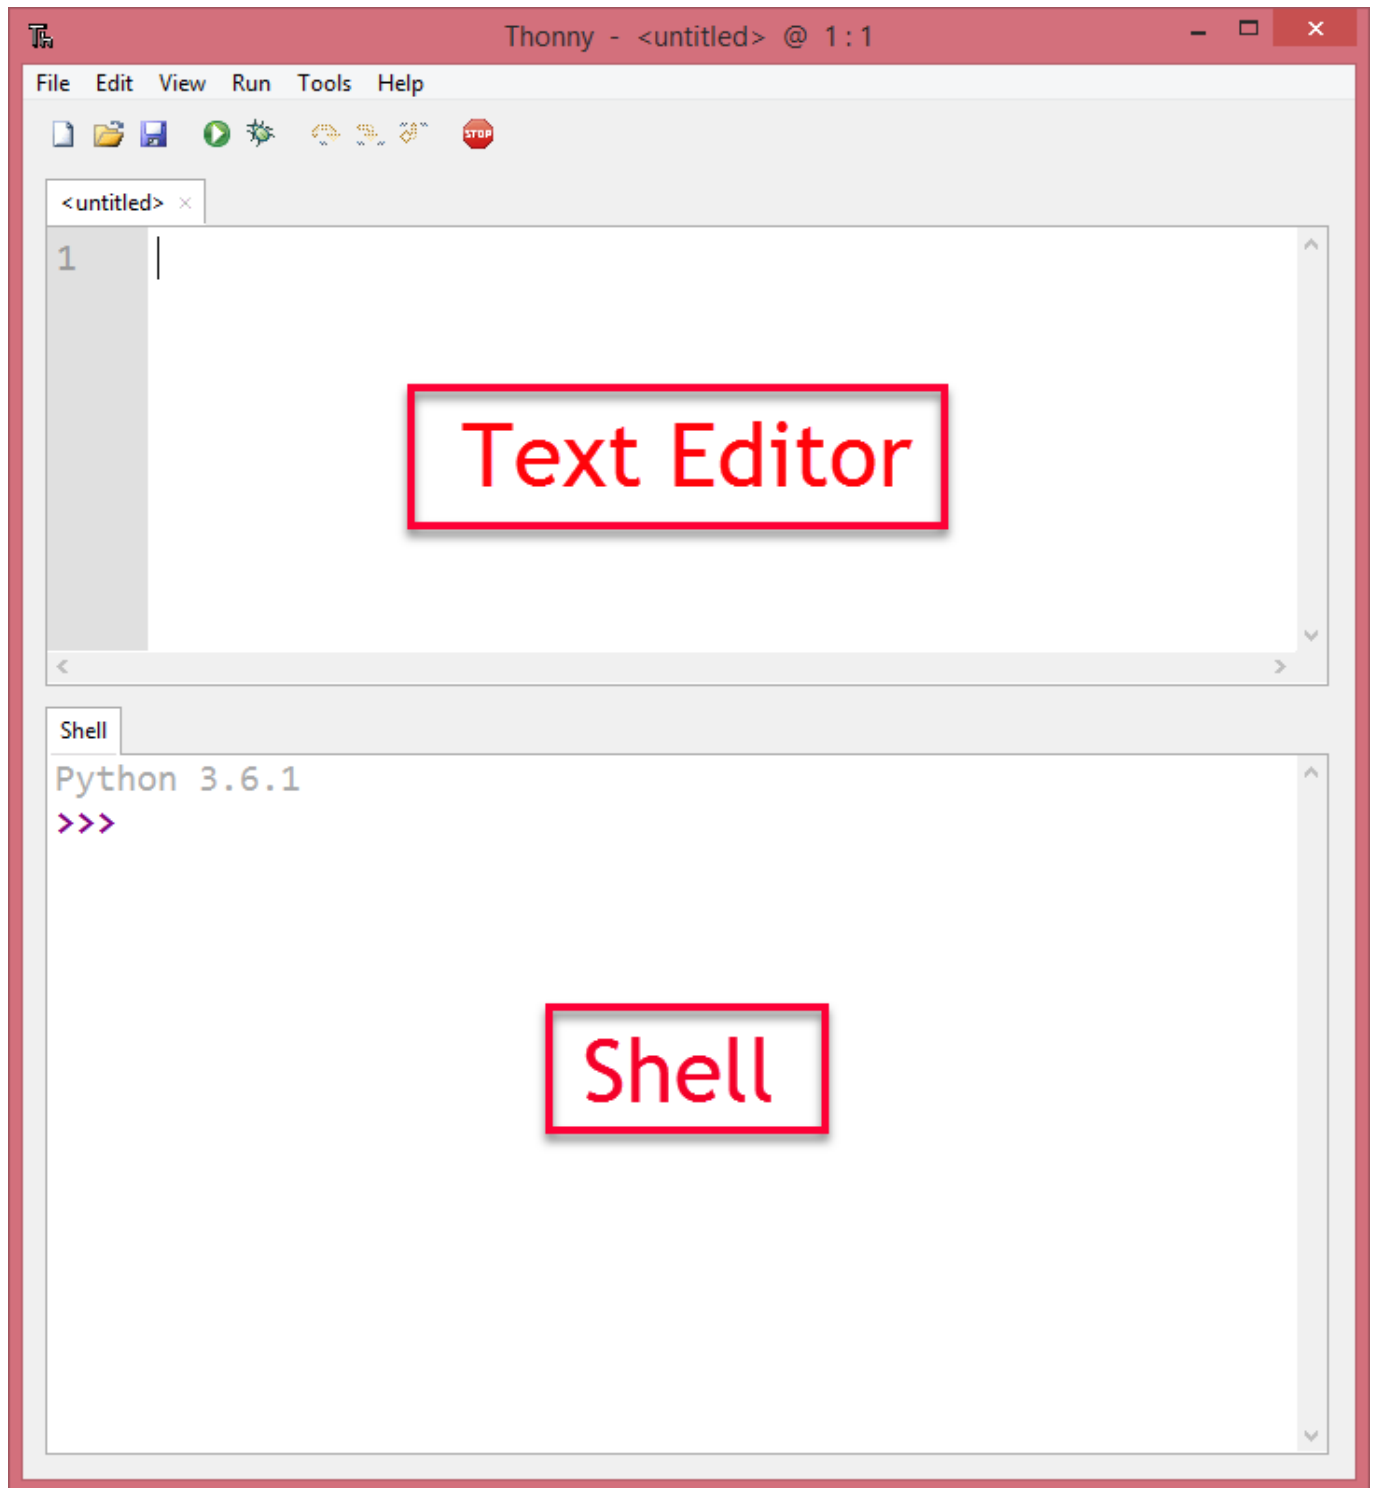 Th
Thonny - <untitled> @ 1:1
File Edit View Run Tools Help
STOP
<untitled> ×
1
Text Editor
Shell
Python 3.6.1
>>>
Shell